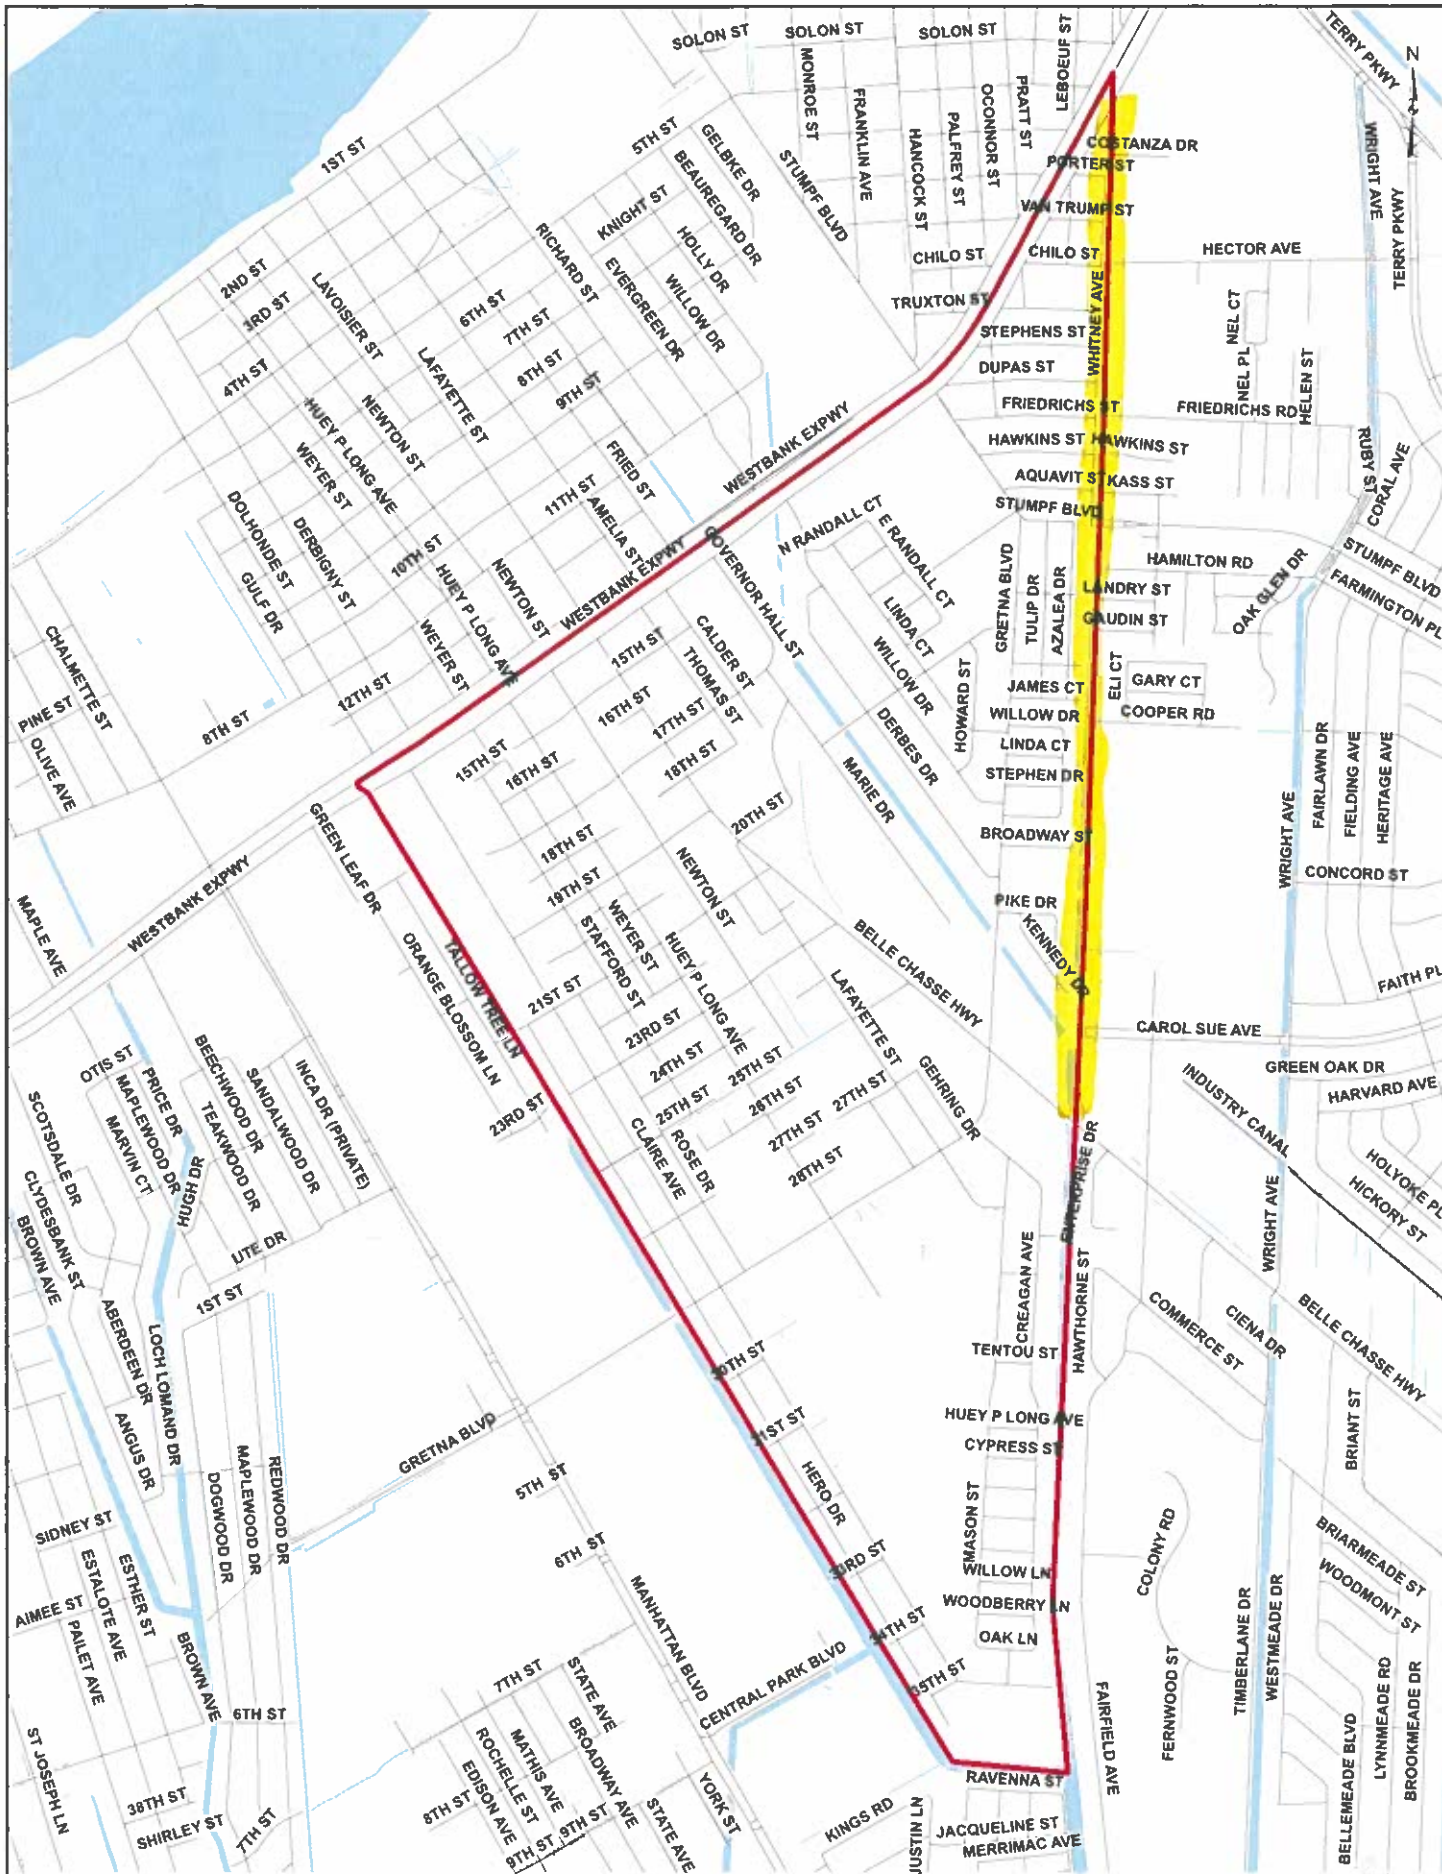 SOLON ST
SOLON ST
SOLON ST
LEBOEUF ST
TERRY PKWY
N
MONROE ST
FRANKLIN AVE
HANCOCK ST
PALFREY ST
OCONNOR ST
PRATT ST
COSTANZA DR
PORTER ST
VAN TRUMP ST
WRIGHT AVE
TERRY PKWY
1ST ST
5TH ST
GELBKE DR
BEAUREGARD DR
STUMPF BLVD
KNIGHT ST
HOLLY DR
WILLOW DR
RICHARD ST
EVERGREEN DR
CHILO ST
CHILO ST
HECTOR AVE
TRUXTON ST
WHITNEY AVE
STEPHENS ST
DUPAS ST
NEL CT
NEL PL
HELEN ST
2ND ST
3RD ST
4TH ST
LAVOISIER ST
6TH ST
7TH ST
8TH ST
9TH ST
LAFAYETTE ST
NEWTON ST
HUEY P LONG AVE
WEYER ST
FRIEDRICHS ST
FRIEDRICHS RD
HAWKINS ST
HAWKINS ST
AQUAVIT ST
KASS ST
STUMPF BLVD
RUBY ST
CORAL AVE
WESTBANK EXPWY
FRIED ST
11TH ST
AMELIA ST
DOLHONDE ST
DERBIGNY ST
GULF DR
10TH ST
HUEY P LONG AVE
NEWTON ST
WEYER ST
WESTBANK EXPWY
GOVERNOR HALL ST
N RANDALL CT
E RANDALL CT
LINDA CT
WILLOW DR
GRETNA BLVD
TULIP DR
AZALEA DR
HAMILTON RD
LANDRY ST
GAUDIN ST
OAK GLEN DR
STUMPF BLVD
FARMINGTON PL
CHALMETTE ST
PINE ST
OLIVE AVE
8TH ST
12TH ST
15TH ST
CALDER ST
THOMAS ST
16TH ST
17TH ST
18TH ST
15TH ST
16TH ST
DERBES DR
MARIE DR
HOWARD ST
JAMES CT
ELI CT
GARY CT
WILLOW DR
COOPER RD
LINDA CT
STEPHEN DR
FAIRLAWN DR
FIELDING AVE
HERITAGE AVE
WRIGHT AVE
CONCORD ST
GREEN LEAF DR
WESTBANK EXPWY
MAPLE AVE
18TH ST
19TH ST
20TH ST
NEWTON ST
BROADWAY ST
PIKE DR
KENNEDY DR
STAFFORD ST
WEYER ST
HUEY P LONG AVE
BELLE CHASSE HWY
LAFAYETTE ST
TALLOW TREE LN
ORANGE BLOSSOM LN
21ST ST
23RD ST
23RD ST
24TH ST
25TH ST
25TH ST
26TH ST
27TH ST
27TH ST
28TH ST
CLAIRE AVE
ROSE DR
GEHRING DR
FAITH PL
CAROL SUE AVE
GREEN OAK DR
HARVARD AVE
INDUSTRY CANAL
HOLYOKE PL
HICKORY ST
WRIGHT AVE
ENTERPRISE DR
OTIS ST
PRICE DR
MAPLEWOOD DR
MARVIN CT
HUGH DR
BEECHWOOD DR
TEAKWOOD DR
SANDALWOOD DR
INCA DR (PRIVATE)
SCOTSDALE DR
CLYDESBANK ST
BROWN AVE
UTE DR
1ST ST
ABERDEEN DR
LOCH LOMAND DR
ANGUS DR
CREAGAN AVE
HAWTHORNE ST
TENTOU ST
COMMERCE ST
CIENA DR
BELLE CHASSE HWY
BRIANT ST
HUEY P LONG AVE
CYPRESS ST
30TH ST
31ST ST
HERO DR
33RD ST
34TH ST
35TH ST
GRETNA BLVD
5TH ST
6TH ST
MANHATTAN BLVD
REDWOOD DR
MAPLEWOOD DR
DOGWOOD DR
SIDNEY ST
ESTHER ST
ESTALOTE AVE
AIMEE ST
PAILET AVE
BROWN AVE
6TH ST
ST JOSEPH LN
38TH ST
SHIRLEY ST
7TH ST
MASON ST
WILLOW LN
WOODBERRY LN
OAK LN
COLONY RD
FERNWOOD ST
TIMBERLANE DR
WESTMEADE DR
BRIARMEADE ST
WOODMONT ST
BELLEMEADE BLVD
LYNNMEADE RD
BROOKMEADE DR
FAIRFIELD AVE
CENTRAL PARK BLVD
7TH ST
STATE AVE
BROADWAY AVE
MATHIS AVE
ROCHELLE ST
EDISON AVE
8TH ST
9TH ST
9TH ST
STATE AVE
YORK ST
RAVENNA ST
KINGS RD
JUSTIN LN
JACQUELINE ST
MERRIMAC AVE